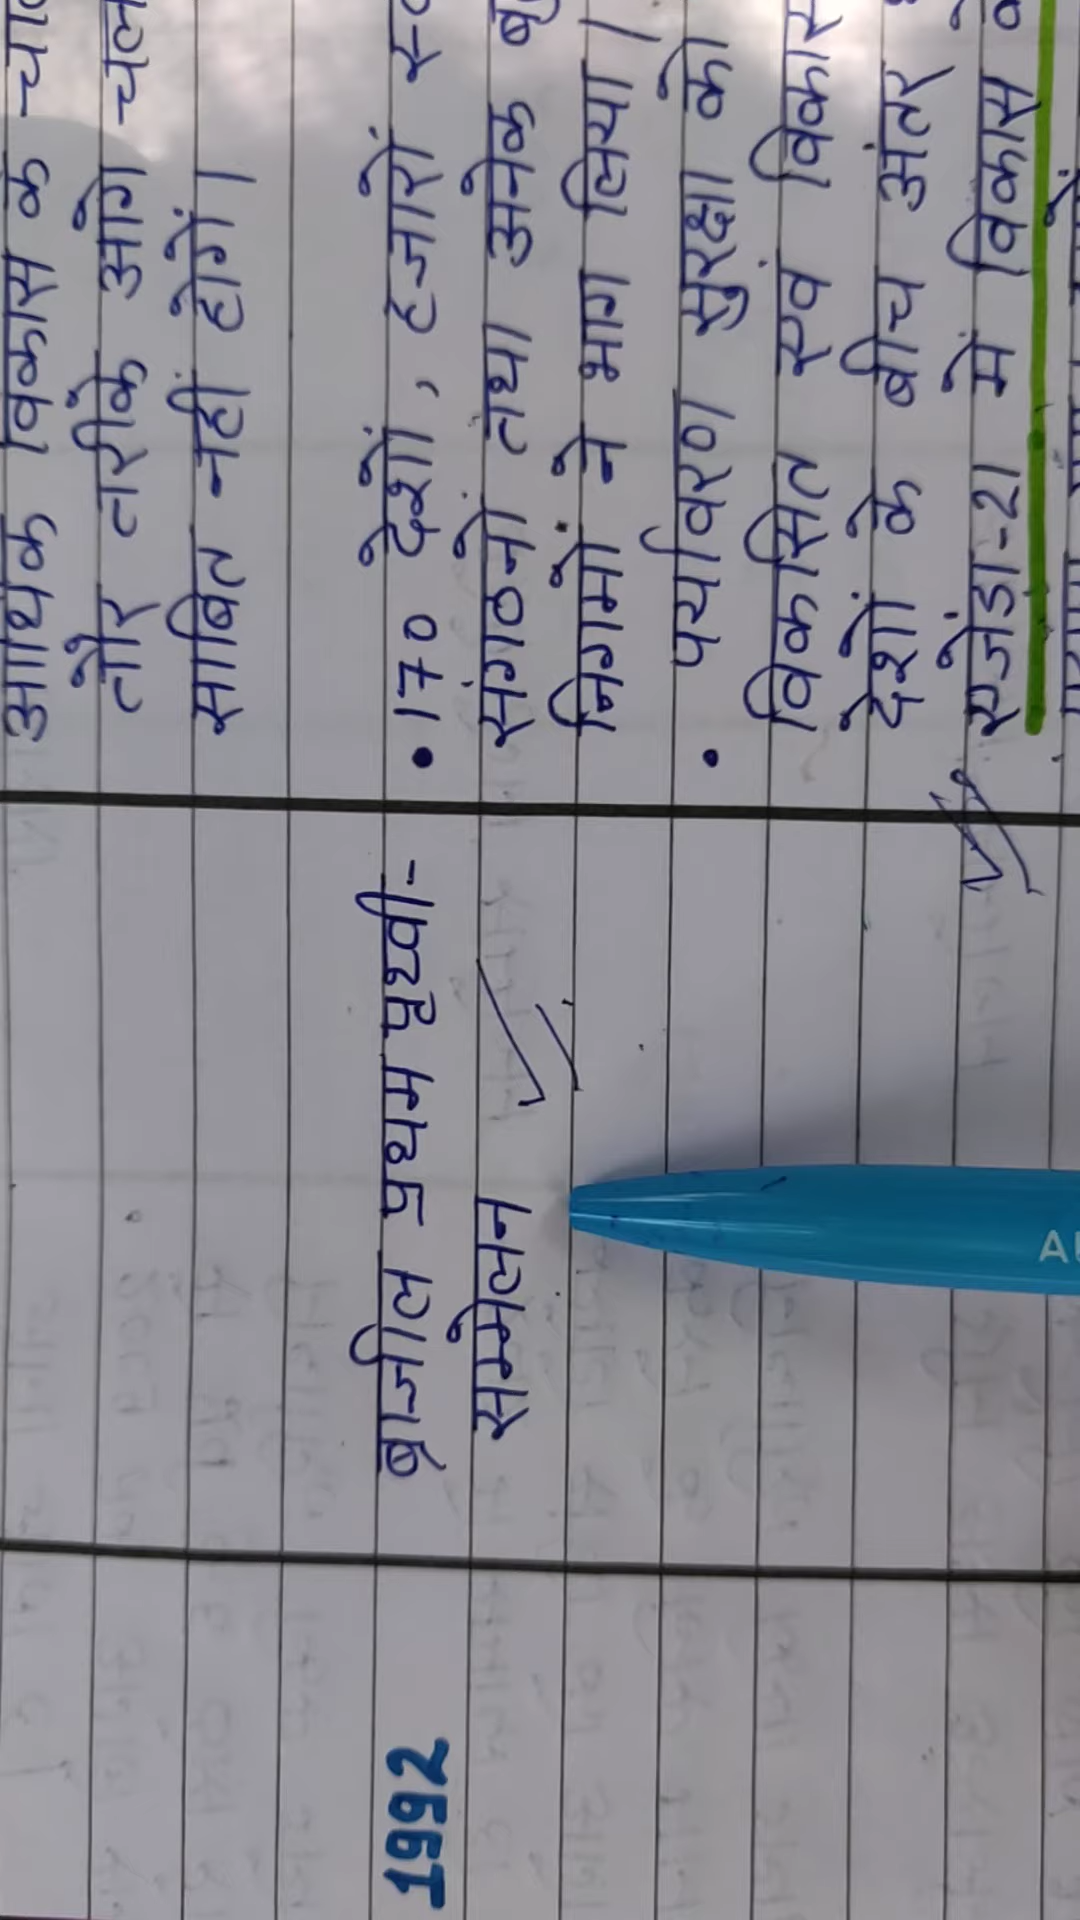 आर्थिक विकास के
तौर तरीके आगे चल
साबित नहीं होगें।
1992
ब्राजील प्रथम पृथ्वी-
सम्मेलन
• 170 देशों, हजारों
संगठनों तथा अनेक
निगमों ने भाग लिया।
• पर्यावरण सुरक्षा को
विकसित एवं
देशों के बीच अंतर
एजेंडा-21 में विकास